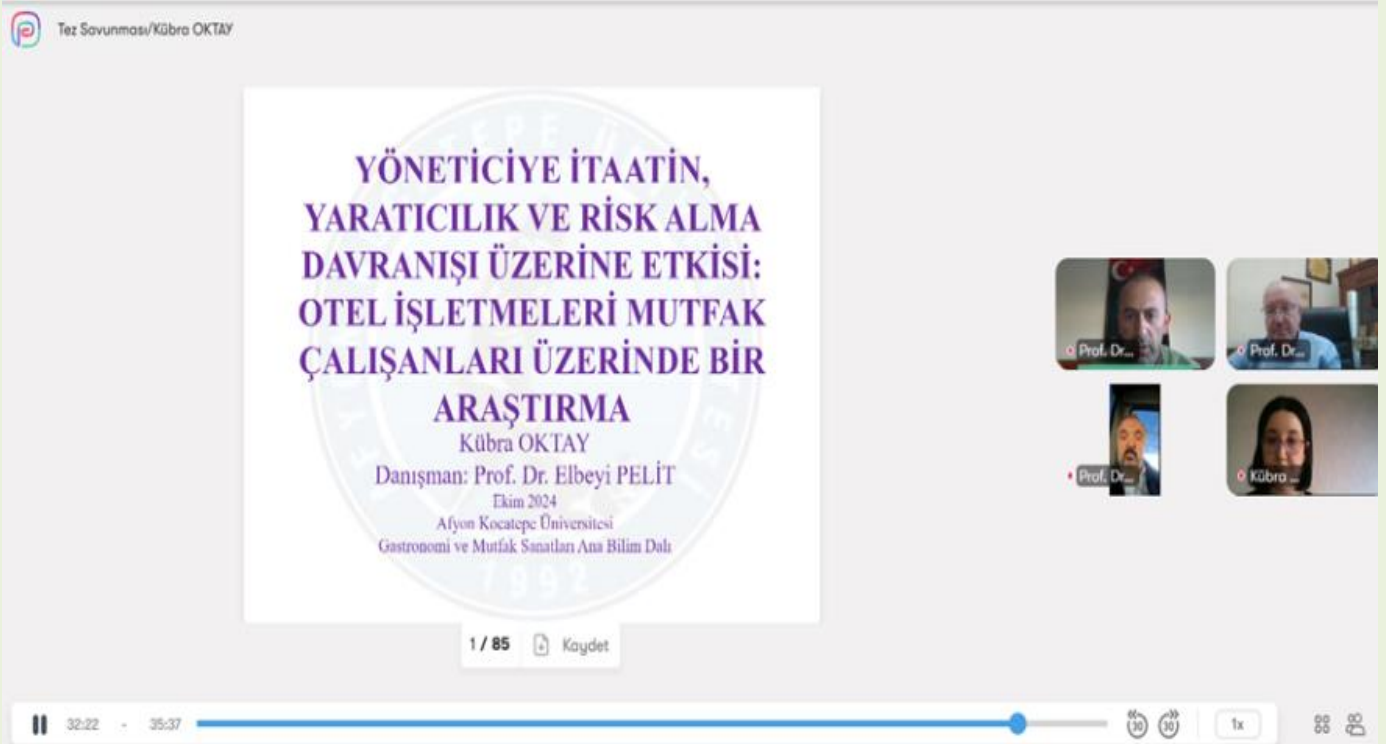 Tez Savunması/Kübra OKTAY
YÖNETİCİYE İTAATİN,
YARATICILIK VE RİSK ALMA
DAVRANIŞI ÜZERİNE ETKİSİ:
OTEL İŞLETMELERİ MUTFAK
ÇALIŞANLARI ÜZERİNDE BİR
ARAŞTIRMA
Kübra OKTAY
Danışman: Prof. Dr. Elbeyi PELİT
Ekim 2024
Afyon Kocatepe Üniversitesi
Gastronomi ve Mutfak Sanatları Ana Bilim Dalı
1992
1 / 85 Kaydet
Prof. Dr...
Prof. Dr...
Prof. Dr...
Kübra ...
32:22 - 35:37
30 30 1x